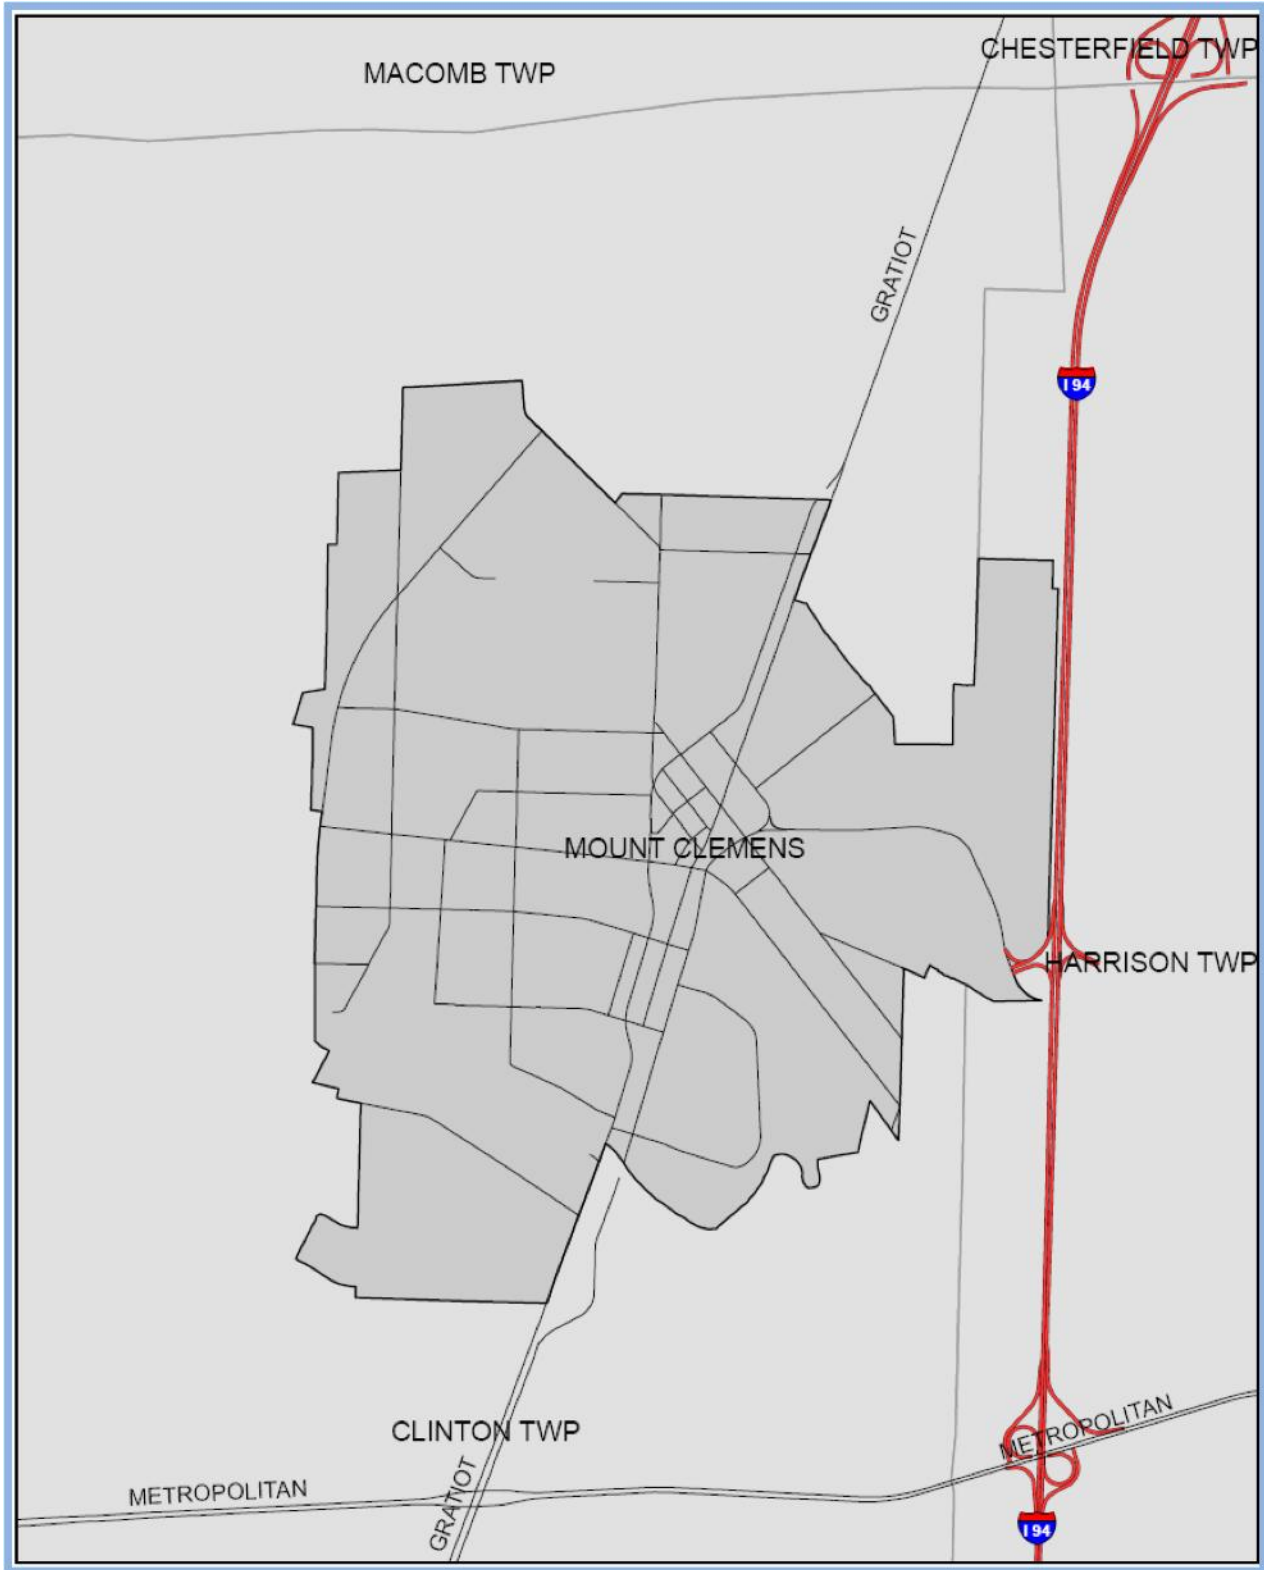 CHESTERFIELD TWP
MACOMB TWP
GRATIOT
I 94
MOUNT CLEMENS
HARRISON TWP
CLINTON TWP
METROPOLITAN
METROPOLITAN
GRATIOT
I 94